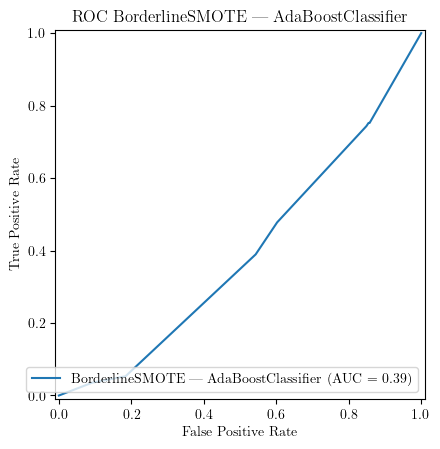 ROC BorderlineSMOTE — AdaBoostClassifier
1.0
0.8
0.6
0.4
0.2
0.0
True Positive Rate
BorderlineSMOTE — AdaBoostClassifier (AUC = 0.39)
0.0 0.2 0.4 0.6 0.8 1.0
False Positive Rate